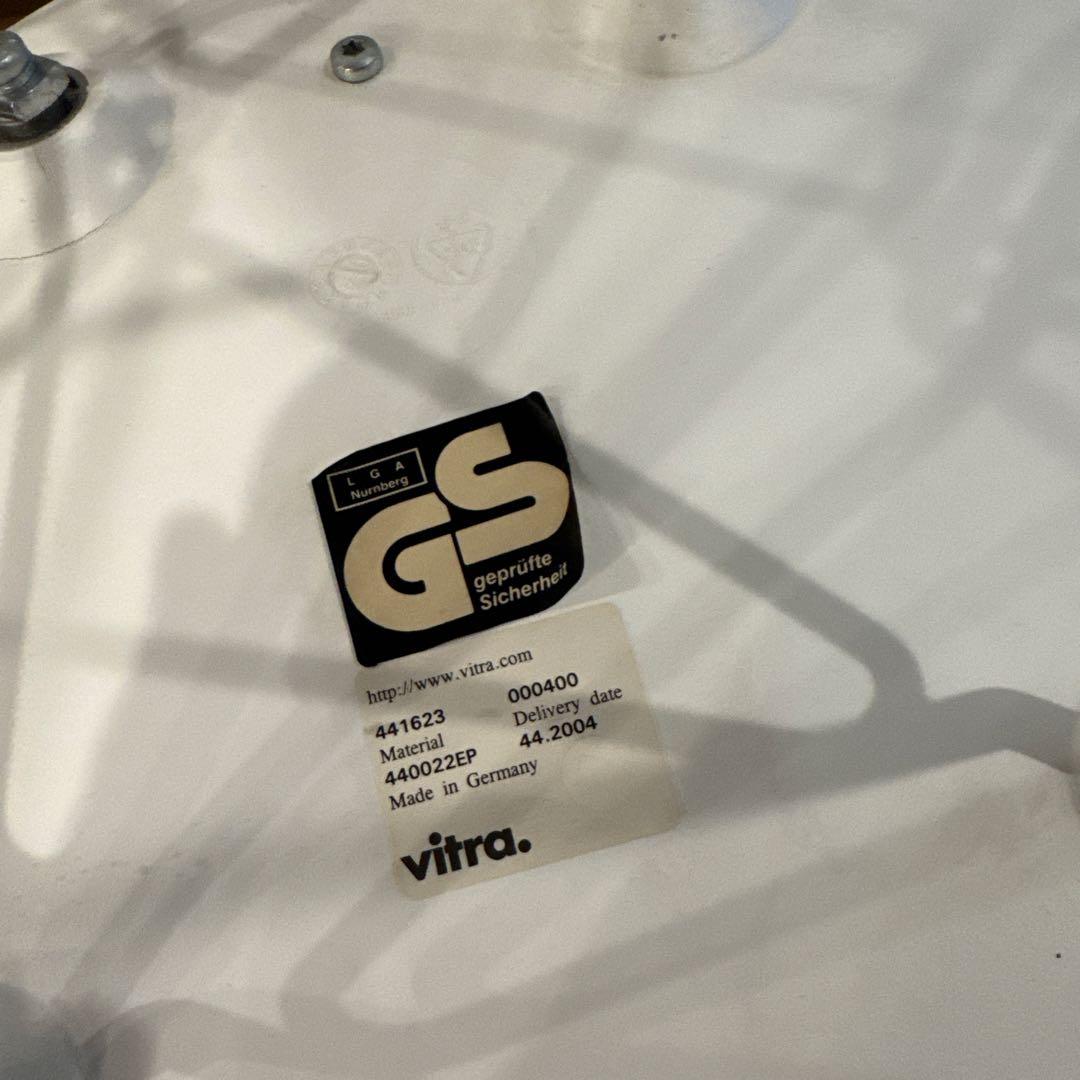 L G A
Nurnberg
GS
geprüfte
Sicherheit
http://www.vitra.com
441623 000400
Material Delivery date
440022EP 44.2004
Made in Germany
vitra.